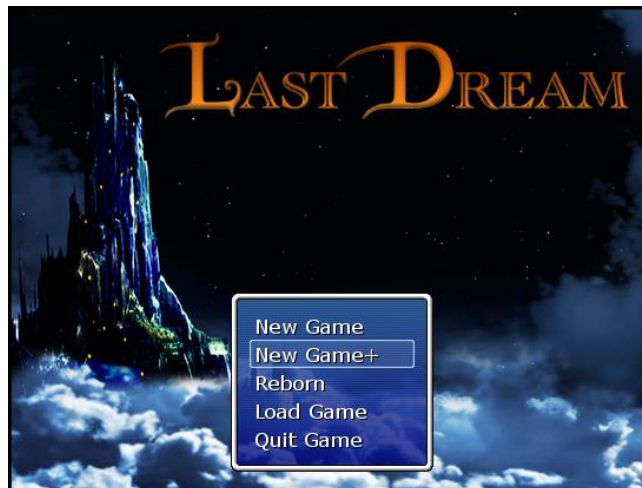 LAST DREAM
New Game
New Game+
Reborn
Load Game
Quit Game